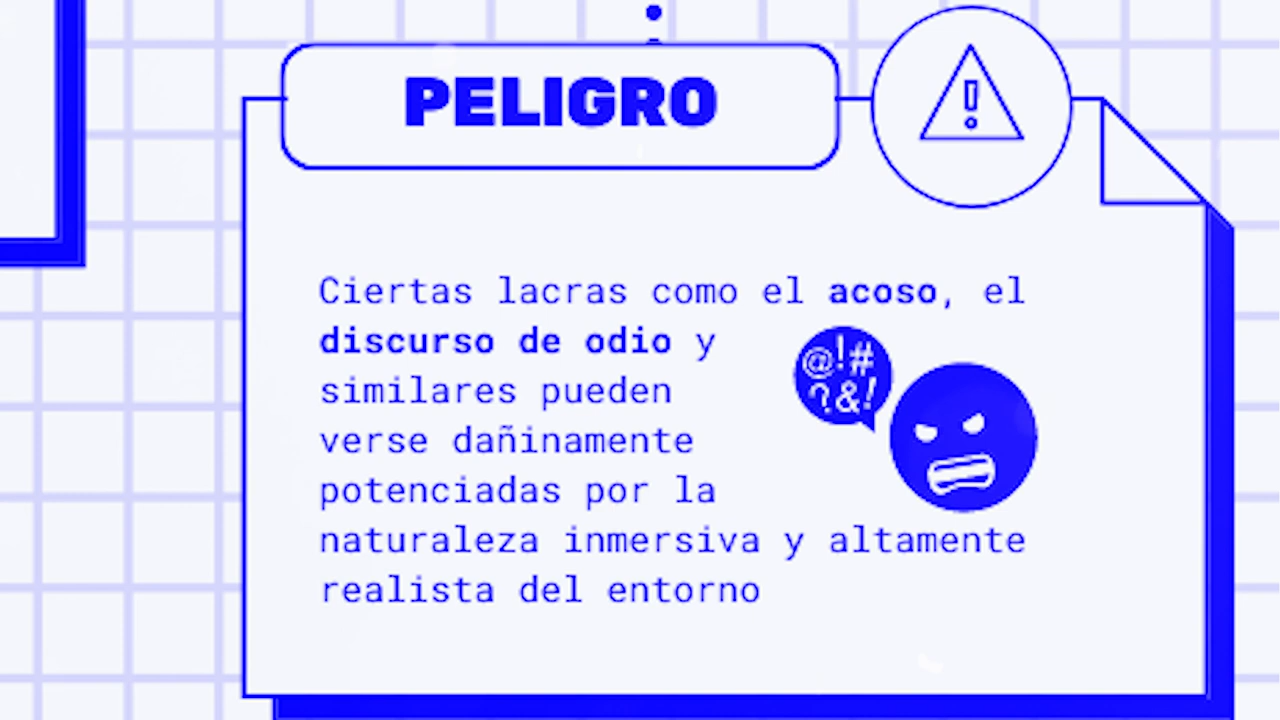 PELIGRO
Ciertas lacras como el acoso, el
discurso de odio y
@!#
?&!
similares pueden
verse dañinamente
potenciadas por la
naturaleza inmersiva y altamente
realista del entorno